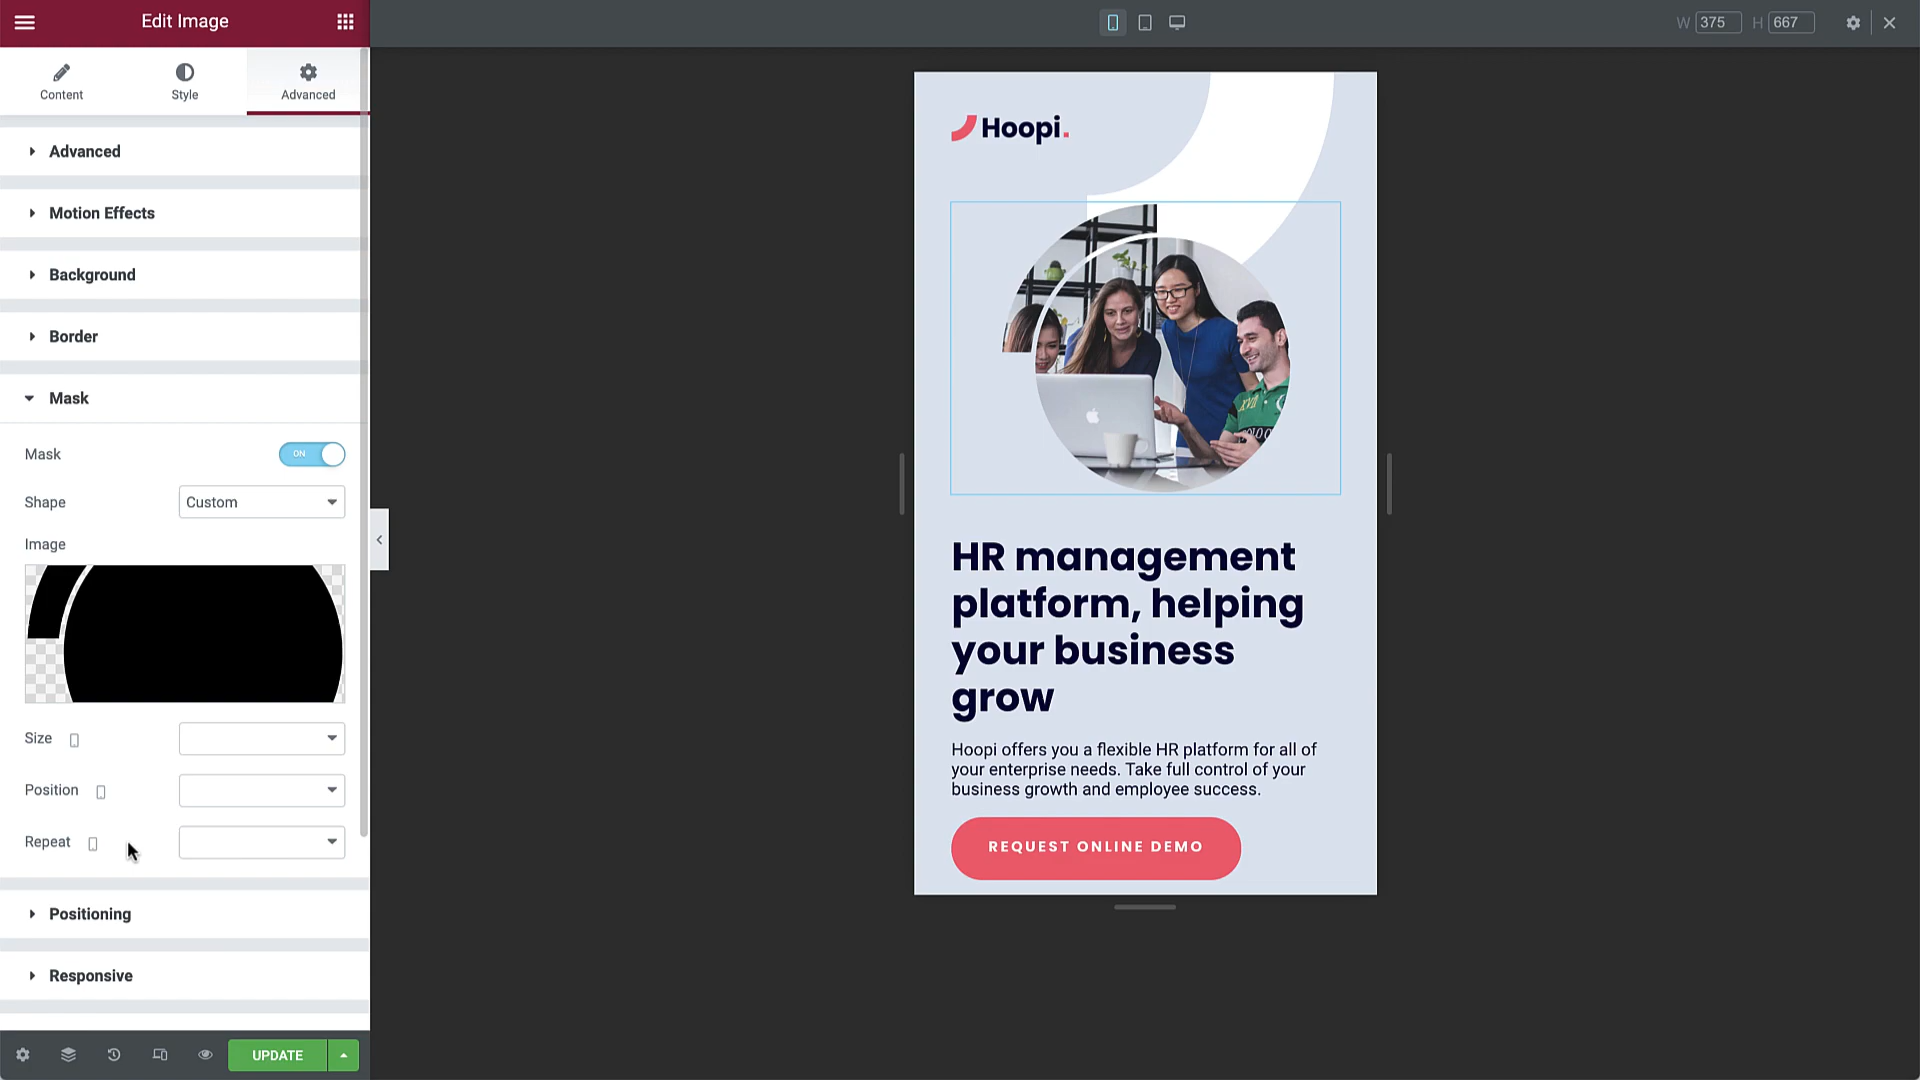 Edit Image
W 375 H 667
Content
Style
Advanced
Advanced
Motion Effects
Background
Border
Mask
Mask
ON
Shape
Custom
Image
Size
Position
Repeat
Positioning
Responsive
UPDATE
Hoopi.
XVII
HR management
platform, helping
your business
grow
Hoopi offers you a flexible HR platform for all of
your enterprise needs. Take full control of your
business growth and employee success.
REQUEST ONLINE DEMO